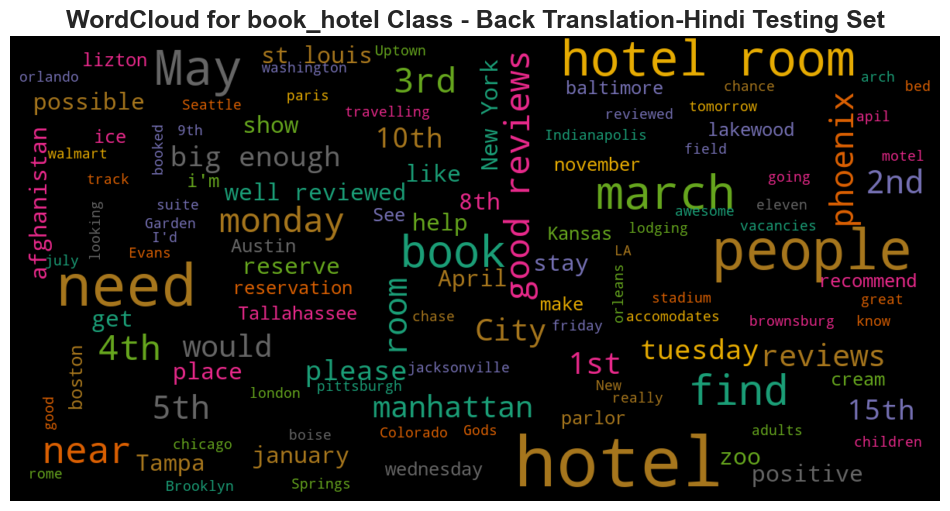 WordCloud for book_hotel Class - Back Translation-Hindi Testing Set
lizton
May
st louis
Uptown
hotel room
orlando
washington
3rd
New York
good reviews
baltimore
chance
arch
bed
possible
Seattle
paris
travelling
reviewed
tomorrow
phoenix
apil
afghanistan
ice
booked
9th
show
10th
Indianapolis
lakewood
field
walmart
big enough
like
november
motel
track
i'm
well reviewed
8th
march
going
2nd
looking
suite
monday
See
help
awesome
eleven
Garden
I'd
Kansas
lodging
vacancies
july
Evans
Austin
book
stay
LA
people
need
reserve
April
orleans
recommend
reservation
room
make
stadium
great
get
Tallahassee
chase
City
friday
accomodates
brownsburg
know
4th
would
1st
tuesday
reviews
boston
place
please
jacksonville
find
cream
london
pittsburgh
New
really
good
5th
manhattan
parlor
15th
near
chicago
boise
Colorado
Gods
hotel
adults
children
rome
Tampa
january
wednesday
zoo
positive
Brooklyn
Springs